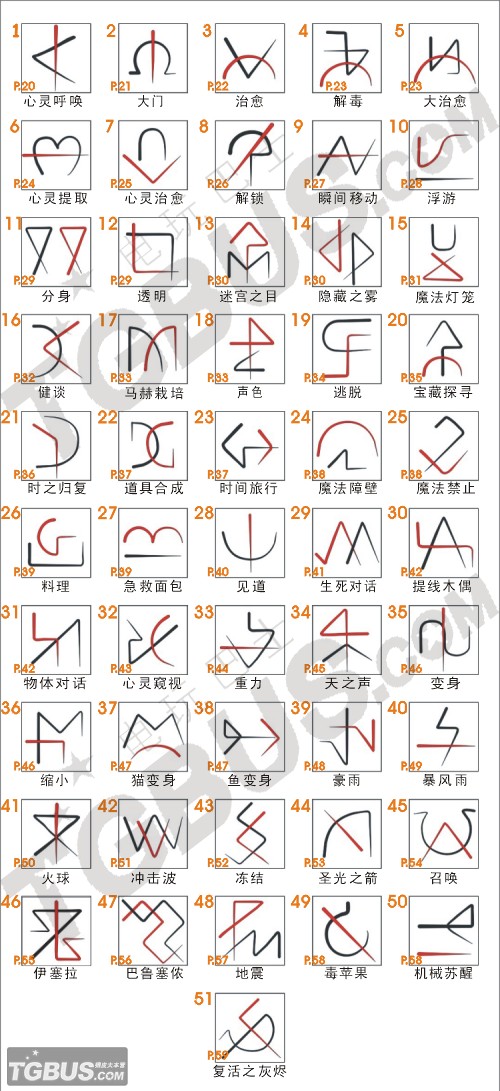 1 2 3 4 5
P.20 P.21 P.22 P.23 P.23
心灵呼唤 大门 治愈 解毒 大治愈
6 7 8 9 10
P.24 P.25 P.26 P.27 P.28
心灵提取 心灵治愈 解锁 瞬间移动 浮游
11 12 13 14 15
P.29 P.29 P.30 P.30 P.31
分身 透明 迷宫之目 隐藏之雾 魔法灯笼
16 17 18 19 20
P.32 P.33 P.33 P.34 P.35
健谈 马赫栽培 声色 逃脱 宝藏探寻
21 22 23 24 25
P.36 P.37 P.37 P.38 P.38
时之归复 道具合成 时间旅行 魔法障壁 魔法禁止
26 27 28 29 30
P.39 P.39 P.40 P.41 P.41
料理 急救面包 见道 生死对话 提线木偶
31 32 33 34 35
P.42 P.43 P.44 P.45 P.46
物体对话 心灵窥视 重力 天之声 变身
36 37 38 39 40
P.46 P.47 P.47 P.48 P.49
缩小 猫变身 鱼变身 豪雨 暴风雨
41 42 43 44 45
P.50 P.51 P.52 P.53 P.54
火球 冲击波 冻结 圣光之箭 召唤
46 47 48 49 50
P.55 P.56 P.57 P.58 P.58
伊塞拉 巴鲁塞侬 地震 毒苹果 机械苏醒
51
P.59
复活之灰烬
TGBUS.COM
电玩巴士
TGBUS.COM
电玩巴士
TGBUS.COM